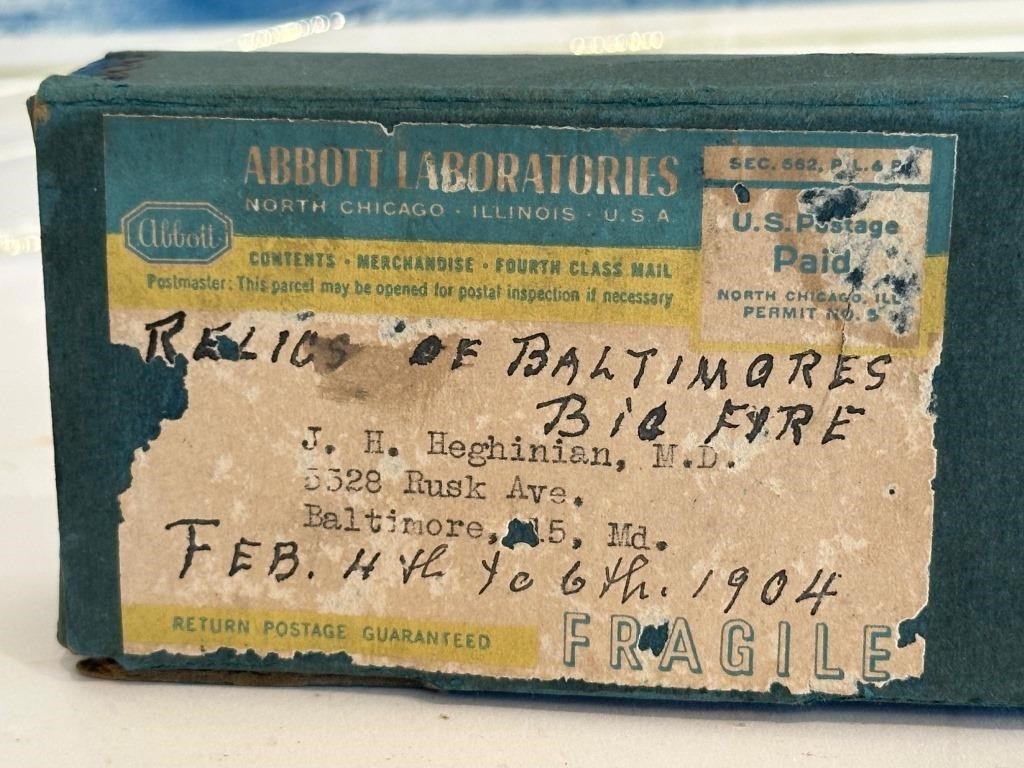 ABBOTT LABORATORIES
NORTH CHICAGO · ILLINOIS · U.S.A.
Abbott
CONTENTS · MERCHANDISE · FOURTH CLASS MAIL
Postmaster: This parcel may be opened for postal inspection if necessary
SEC. 562, P. L. & R.
U.S. Postage
Paid
NORTH CHICAGO, ILL
PERMIT NO. 5
RELICS OF BALTIMORES
BIG FIRE
J. H. Heghinian, M.D.
5528 Rusk Ave.
Baltimore, 15, Md.
FEB. 4th to 6th. 1904
RETURN POSTAGE GUARANTEED
FRAGILE